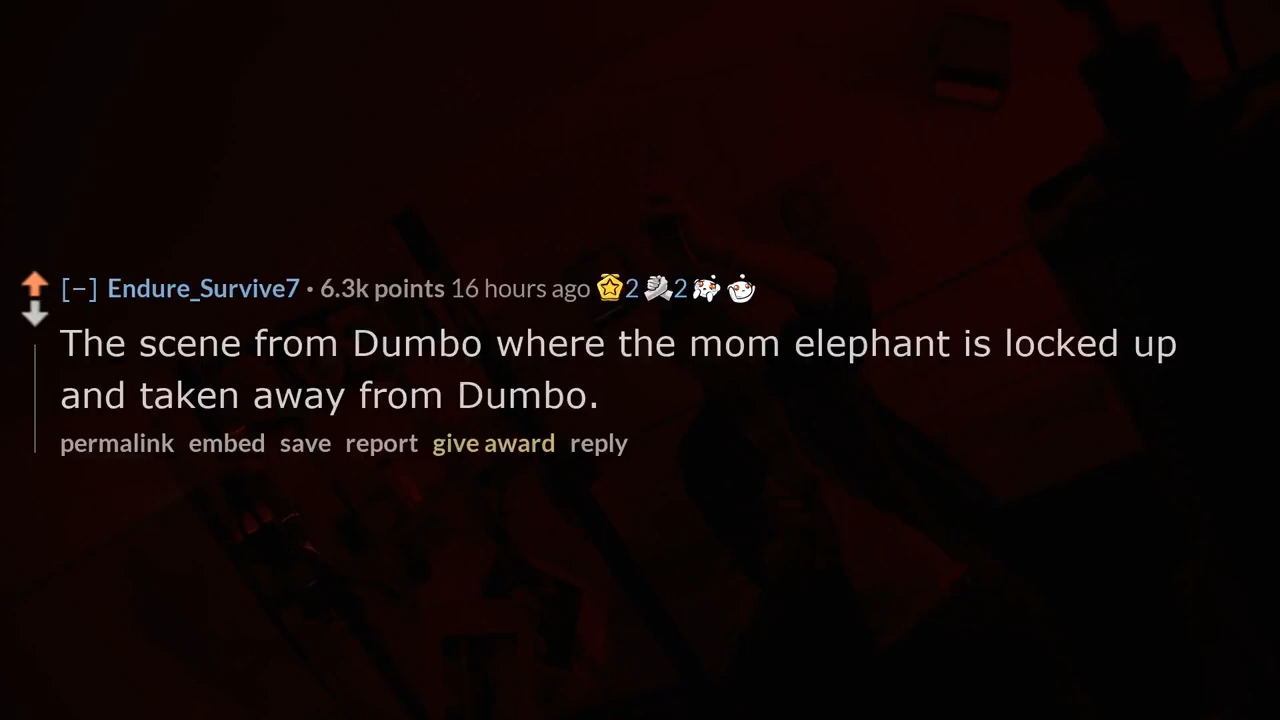 [−] Endure_Survive7 · 6.3k points 16 hours ago 2 2
The scene from Dumbo where the mom elephant is locked up
and taken away from Dumbo.
permalink embed save report give award reply